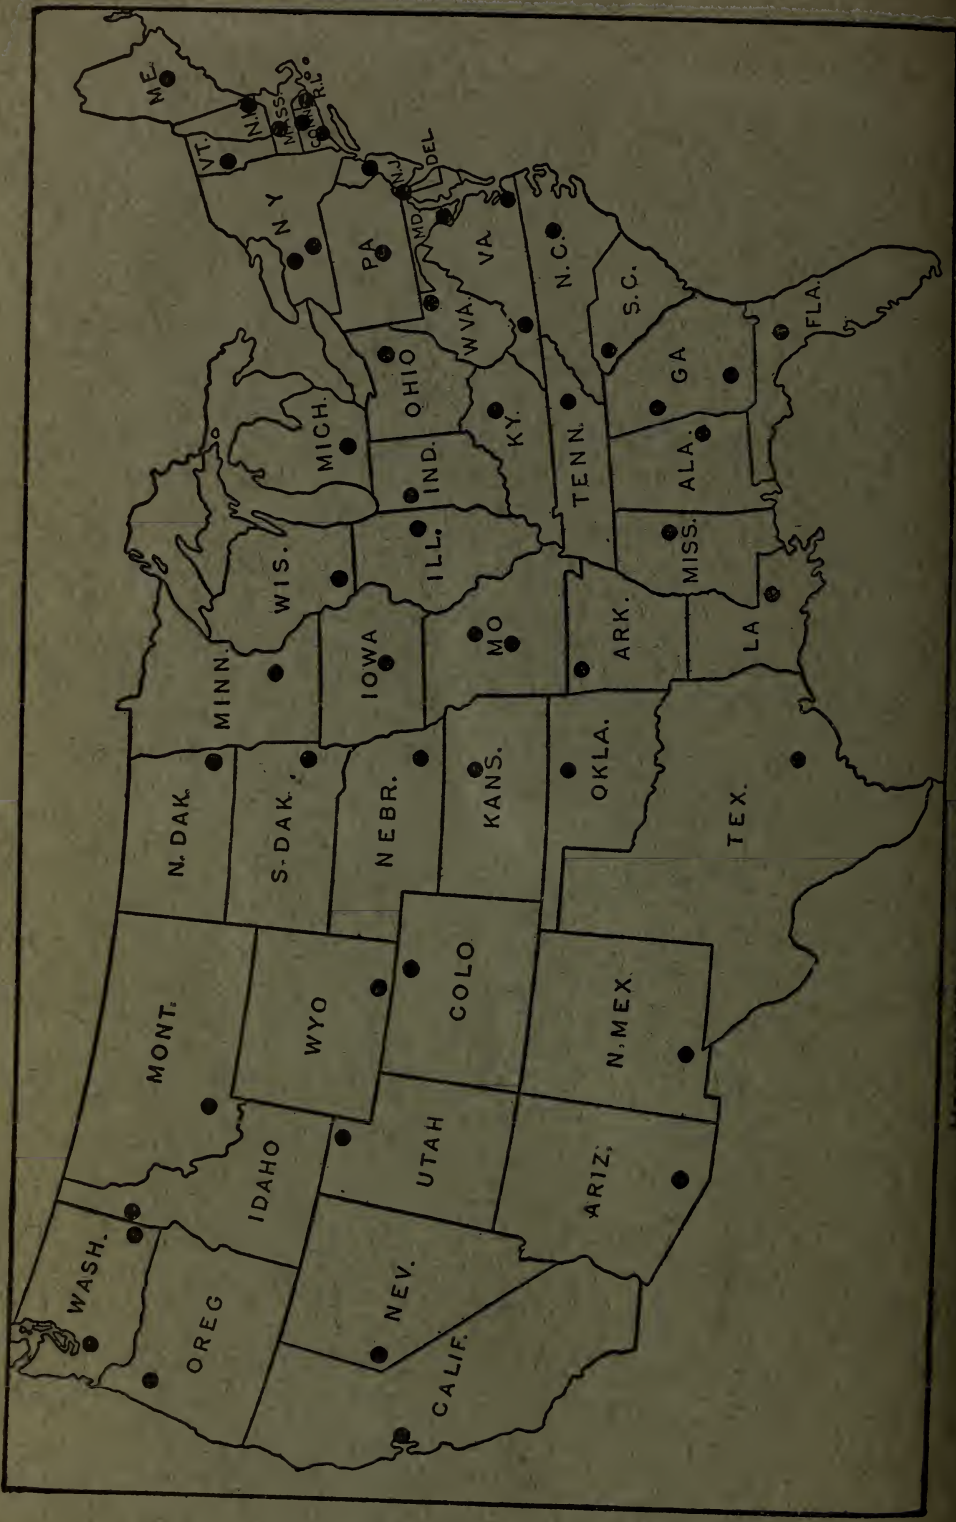 WASH.
OREG
CALIF.
NEV.
IDAHO
MONT.
WYO
UTAH
ARIZ.
COLO
N.MEX
N.DAK.
S-DAK.
NEBR.
KANS.
OKLA.
TEX.
MINN.
IOWA
MO
ARK.
LA
WIS.
ILL.
MISS.
MICH.
IND.
KY.
TENN.
ALA.
OHIO
GA
W VA.
VA.
N.C.
S.C.
FLA.
PA
N Y
MD.
DEL
N.J.
VT.
N.H
MASS.
CONN
R.I.
ME.